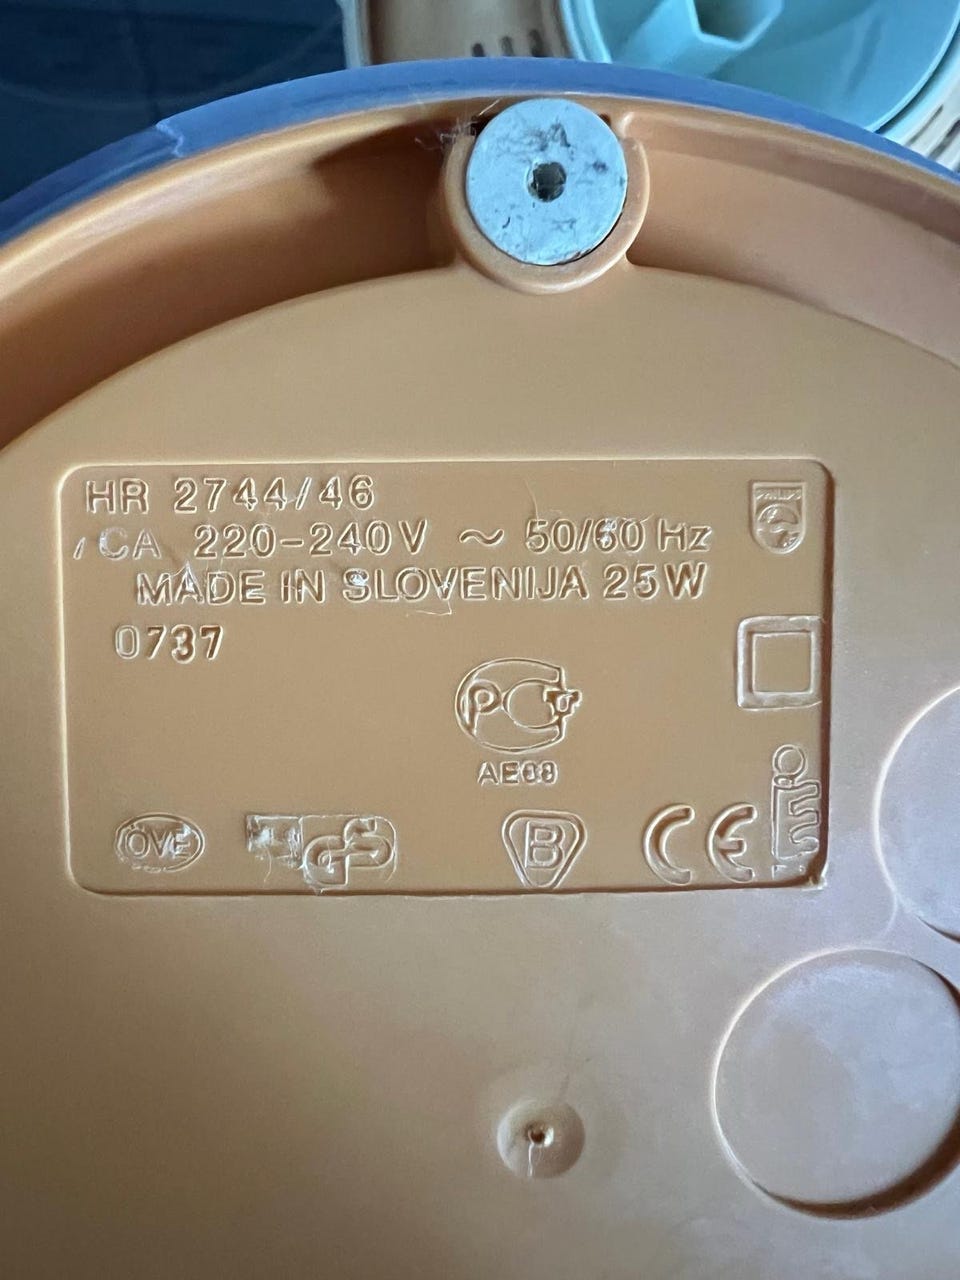 HR 2744/46
PHILIPS
/CA 220-240V ~ 50/60 Hz
MADE IN SLOVENIJA 25W
0737
PCT
AE08
ÖVE GS B CE